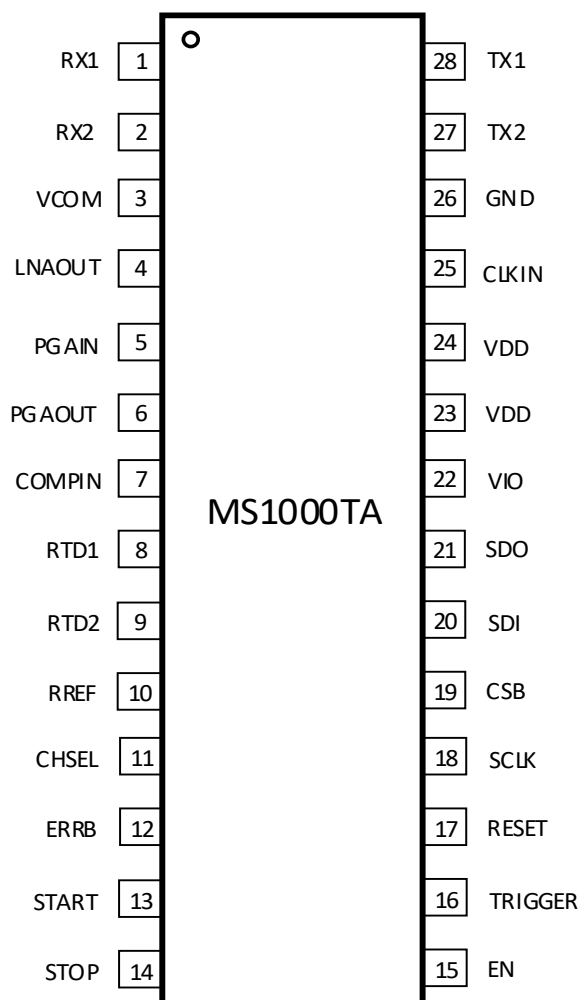 RX1 1 28 TX1
RX2 2 27 TX2
VCOM 3 26 GND
LNAOUT 4 25 CLKIN
PGAIN 5 24 VDD
PGAOUT 6 23 VDD
COMPIN 7 22 VIO
MS1000TA
RTD1 8 21 SDO
RTD2 9 20 SDI
RREF 10 19 CSB
CHSEL 11 18 SCLK
ERRB 12 17 RESET
START 13 16 TRIGGER
STOP 14 15 EN